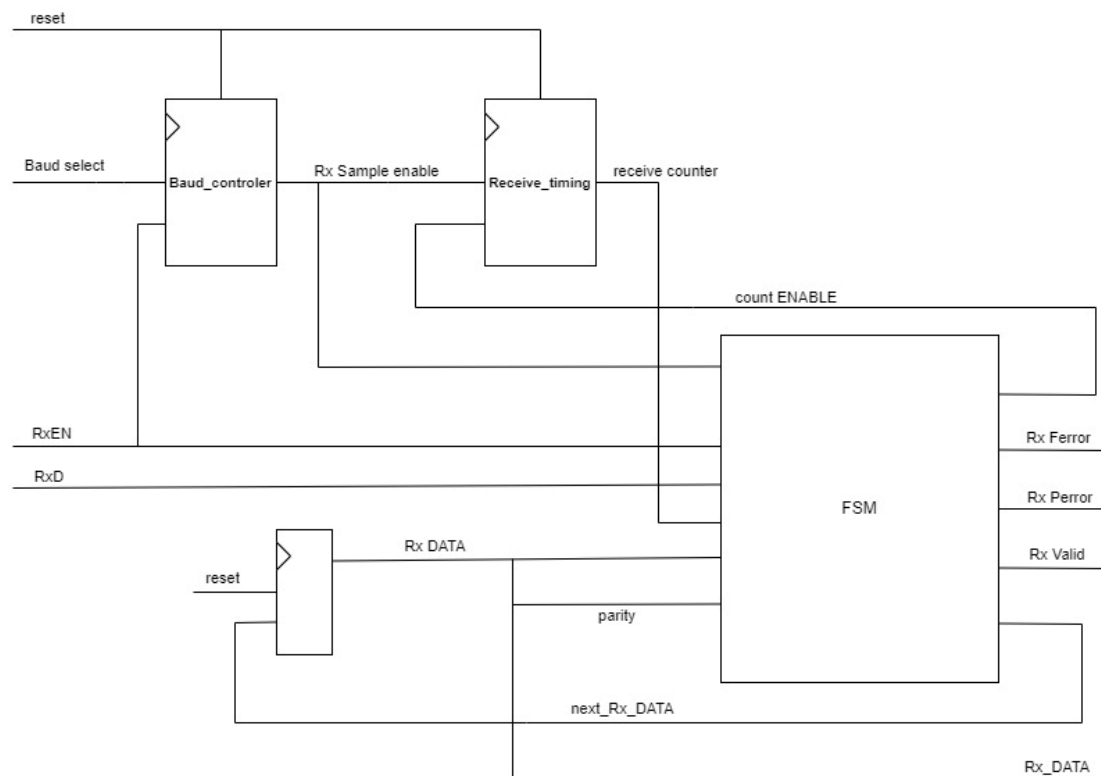 reset
Baud select
Baud_controler
Rx Sample enable
Receive_timing
receive counter
count ENABLE
RxEN
RxD
Rx Ferror
Rx Perror
FSM
Rx DATA
Rx Valid
reset
parity
next_Rx_DATA
Rx_DATA